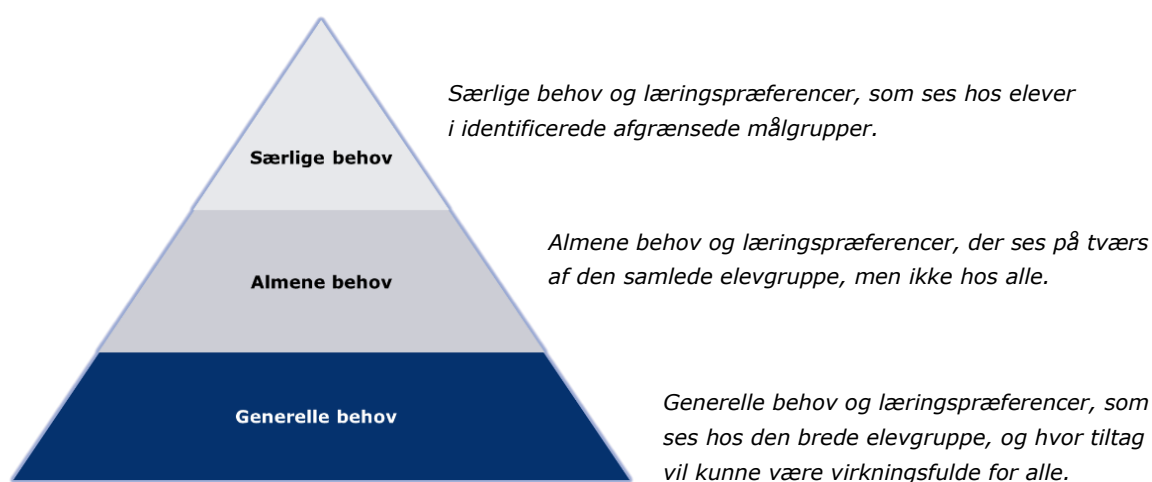 Særlige behov og læringspræferencer, som ses hos elever
i identificerede afgrænsede målgrupper.
Særlige behov
Almene behov og læringspræferencer, der ses på tværs
af den samlede elevgruppe, men ikke hos alle.
Almene behov
Generelle behov og læringspræferencer, som
ses hos den brede elevgruppe, og hvor tiltag
vil kunne være virkningsfulde for alle.
Generelle behov